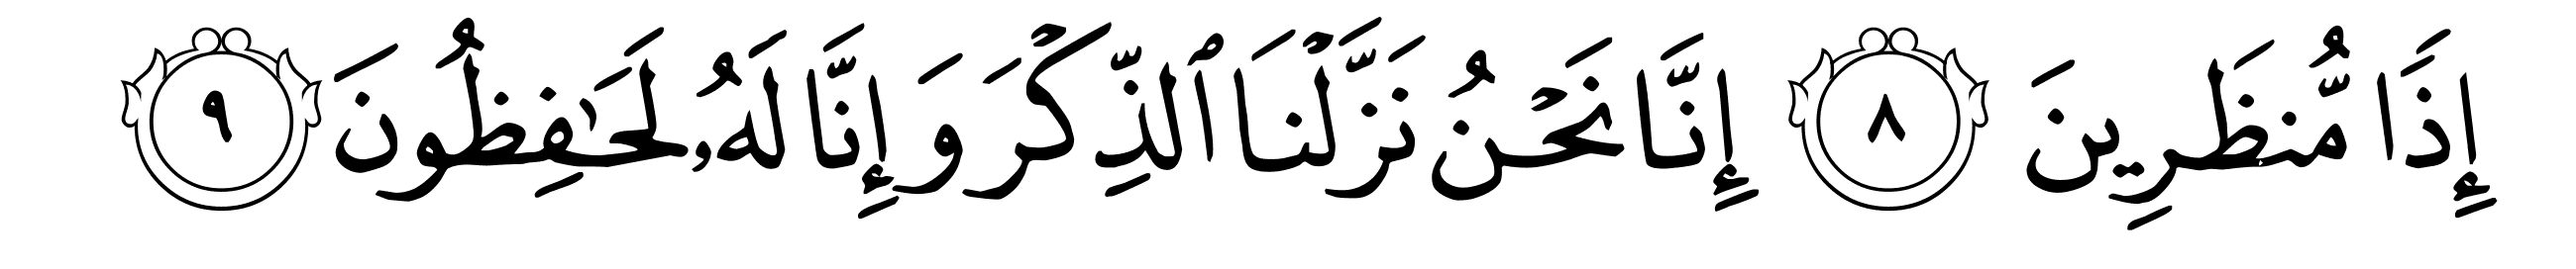 إِذَا مُّنظَرِينَ ٨ إِنَّا نَحْنُ نَزَّلْنَا ٱلذِّكْرَ وَإِنَّا لَهُۥ لَحَـٰفِظُونَ ٩